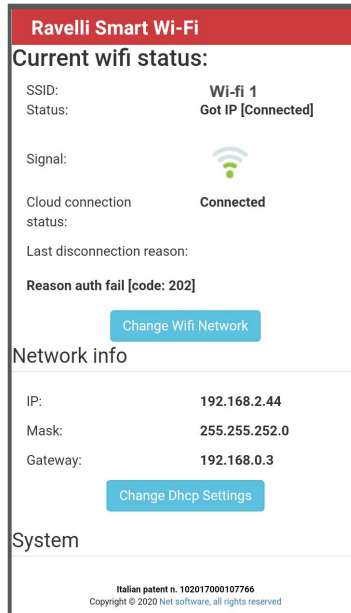 Ravelli Smart Wi-Fi
Current wifi status:
SSID: Wi-fi 1
Status: Got IP [Connected]
Signal:
Cloud connection Connected
status:
Last disconnection reason:
Reason auth fail [code: 202]
Change Wifi Network
Network info
IP: 192.168.2.44
Mask: 255.255.252.0
Gateway: 192.168.0.3
Change Dhcp Settings
System
Italian patent n. 102017000107766
Copyright © 2020 Net software, all rights reserved